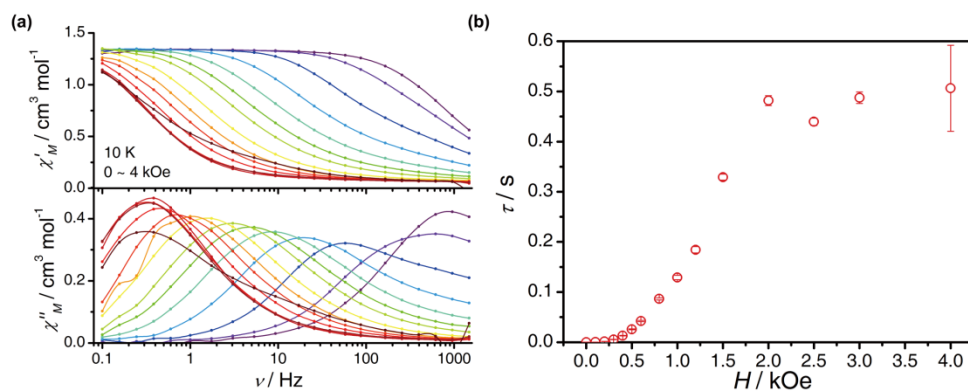 (a)
1.5
1.0
0.5
0.0
χ′M / cm³ mol⁻¹
10 K
0 ~ 4 kOe
0.4
0.2
0.0
χ″M / cm³ mol⁻¹
0.1 1 10 100 1000
ν / Hz
(b)
0.6
0.5
0.4
0.3
0.2
0.1
0.0
τ / s
0.0 0.5 1.0 1.5 2.0 2.5 3.0 3.5 4.0
H / kOe